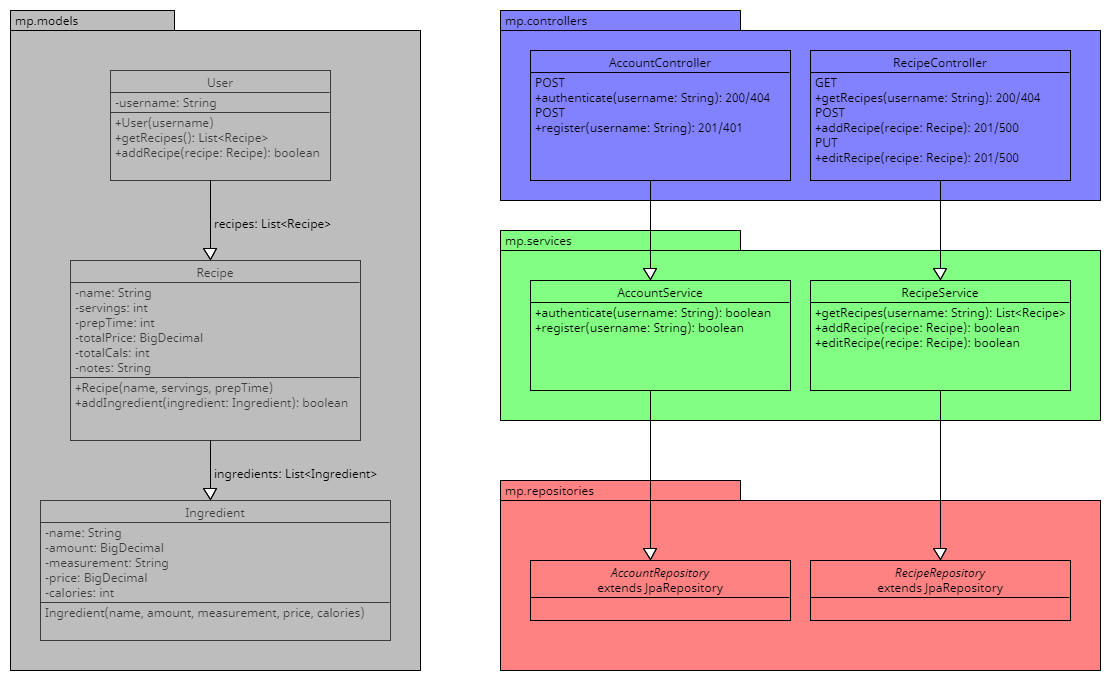 mp.models
User
-username: String
+User(username)
+getRecipes(): List<Recipe>
+addRecipe(recipe: Recipe): boolean
recipes: List<Recipe>
Recipe
-name: String
-servings: int
-prepTime: int
-totalPrice: BigDecimal
-totalCals: int
-notes: String
+Recipe(name, servings, prepTime)
+addIngredient(ingredient: Ingredient): boolean
ingredients: List<Ingredient>
Ingredient
-name: String
-amount: BigDecimal
-measurement: String
-price: BigDecimal
-calories: int
Ingredient(name, amount, measurement, price, calories)
mp.controllers
AccountController
POST
+authenticate(username: String): 200/404
POST
+register(username: String): 201/401
RecipeController
GET
+getRecipes(username: String): 200/404
POST
+addRecipe(recipe: Recipe): 201/500
PUT
+editRecipe(recipe: Recipe): 201/500
mp.services
AccountService
+authenticate(username: String): boolean
+register(username: String): boolean
RecipeService
+getRecipes(username: String): List<Recipe>
+addRecipe(recipe: Recipe): boolean
+editRecipe(recipe: Recipe): boolean
mp.repositories
AccountRepository
extends JpaRepository
RecipeRepository
extends JpaRepository